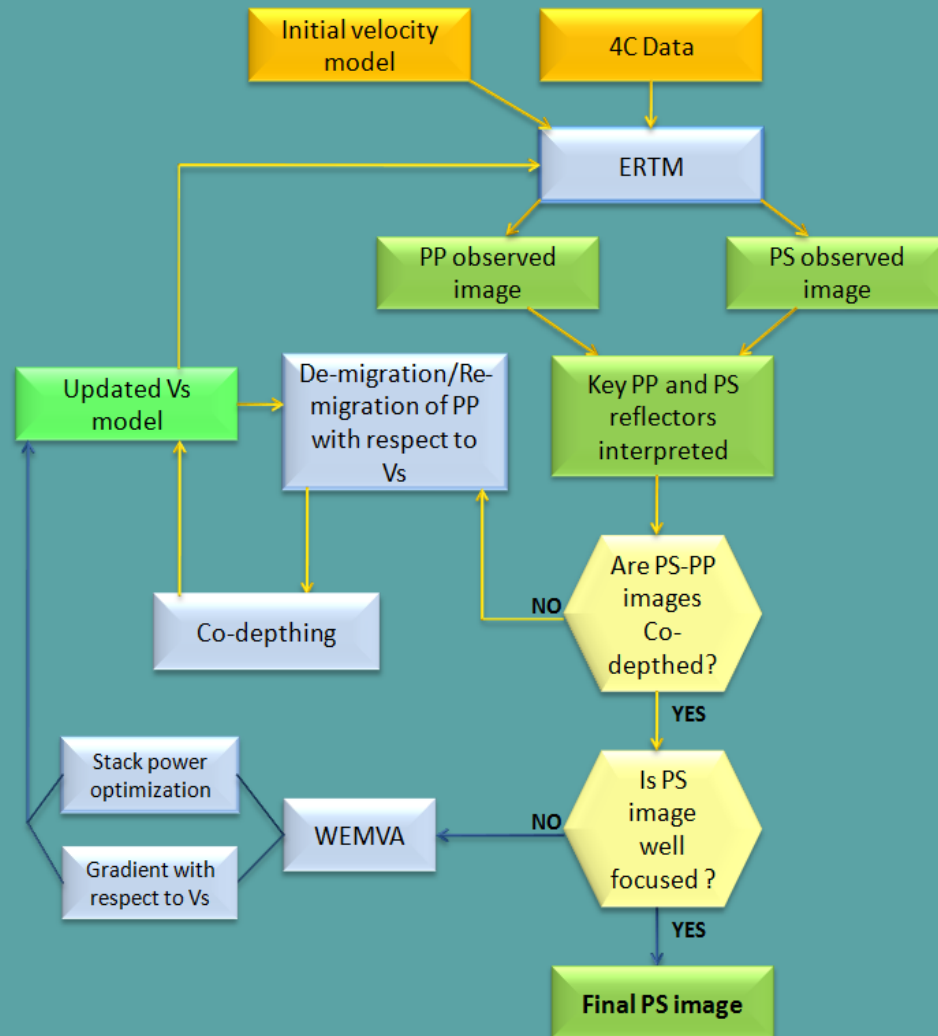 Initial velocity
model
4C Data
ERTM
PP observed
image
PS observed
image
Updated Vs
model
De-migration/Re-
migration of PP
with respect to
Vs
Key PP and PS
reflectors
interpreted
Co-depthing
NO
Are PS-PP
images
Co-
depthed?
YES
Stack power
optimization
Gradient with
respect to Vs
WEMVA
NO
Is PS
image
well
focused ?
YES
Final PS image